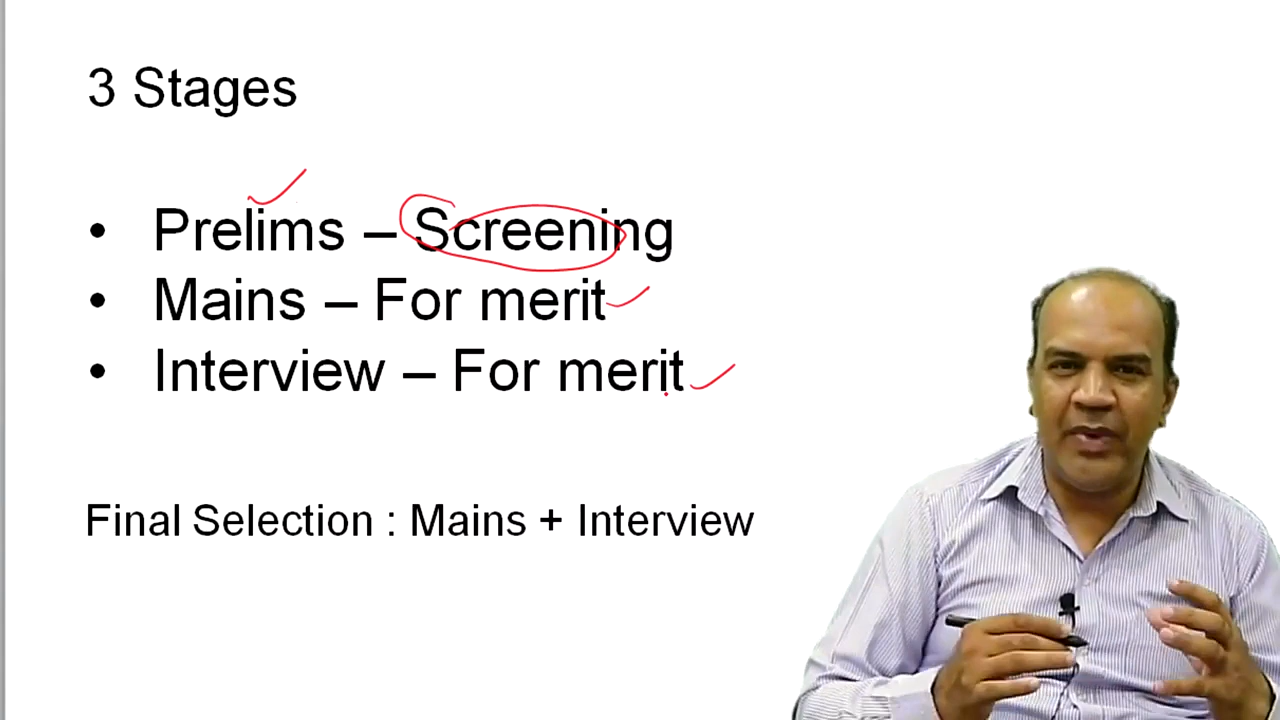 3 Stages
• Prelims – Screening
• Mains – For merit
• Interview – For merit
Final Selection : Mains + Interview